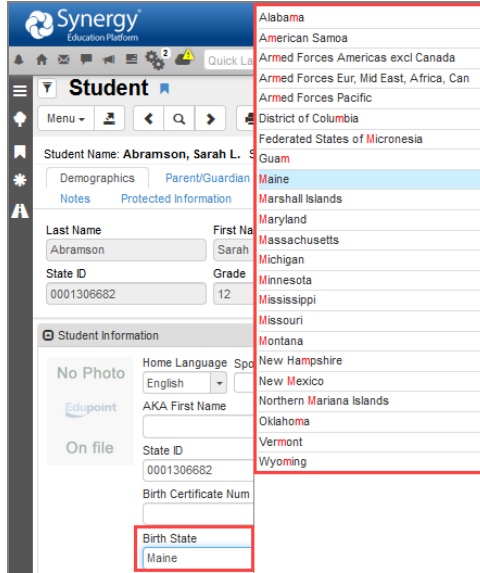 Synergy
Education Platform
2
Quick La
Student
Menu
Student Name: Abramson, Sarah L. S
Demographics Parent/Guardian
Notes Protected Information
Last Name First Na
Abramson Sarah
State ID Grade
0001306682 12
Student Information
No Photo
Edupoint
On file
Home Language Spo
English
AKA First Name
State ID
0001306682
Birth Certificate Num
Birth State
Maine
Alabama
American Samoa
Armed Forces Americas excl Canada
Armed Forces Eur, Mid East, Africa, Can
Armed Forces Pacific
District of Columbia
Federated States of Micronesia
Guam
Maine
Marshall Islands
Maryland
Massachusetts
Michigan
Minnesota
Mississippi
Missouri
Montana
New Hampshire
New Mexico
Northern Mariana Islands
Oklahoma
Vermont
Wyoming